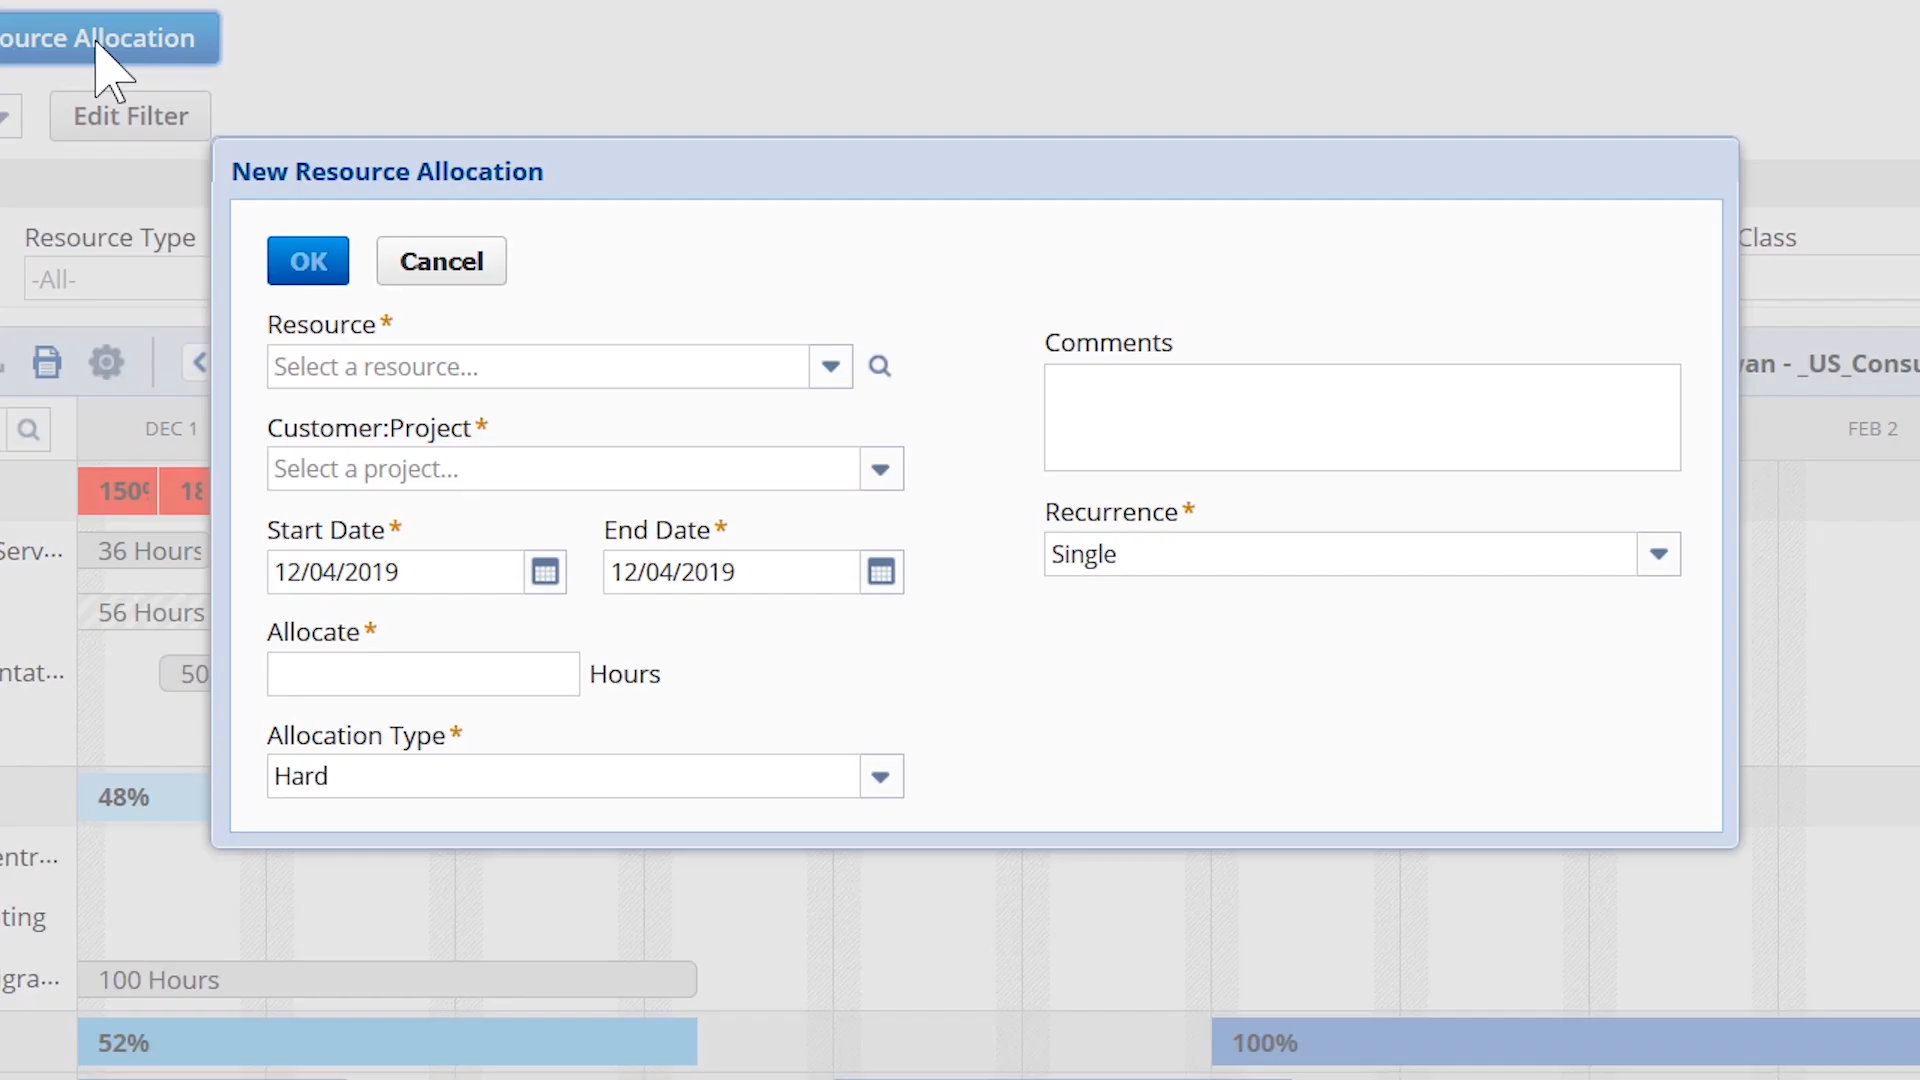 ource Allocation
Edit Filter
New Resource Allocation
Resource Type
Class
-All-
OK Cancel
Resource*
Comments
Select a resource...
an - _US_Consu
Customer:Project*
DEC 1
FEB 2
Select a project...
150%
18
Recurrence*
Start Date* End Date*
Serv...
36 Hours
Single
12/04/2019 12/04/2019
56 Hours
Allocate*
ntat...
50
Hours
Allocation Type*
Hard
48%
entr...
ting
igra...
100 Hours
52%
100%